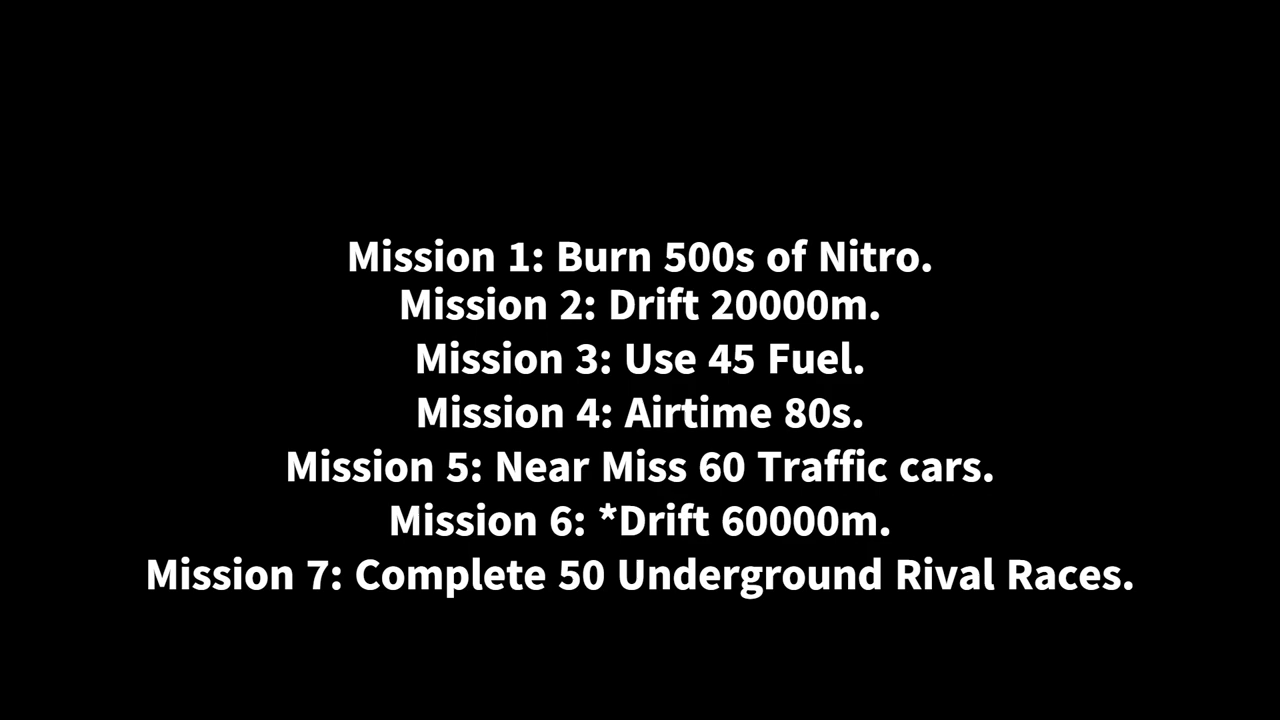 Mission 1: Burn 500s of Nitro.
Mission 2: Drift 20000m.
Mission 3: Use 45 Fuel.
Mission 4: Airtime 80s.
Mission 5: Near Miss 60 Traffic cars.
Mission 6: *Drift 60000m.
Mission 7: Complete 50 Underground Rival Races.